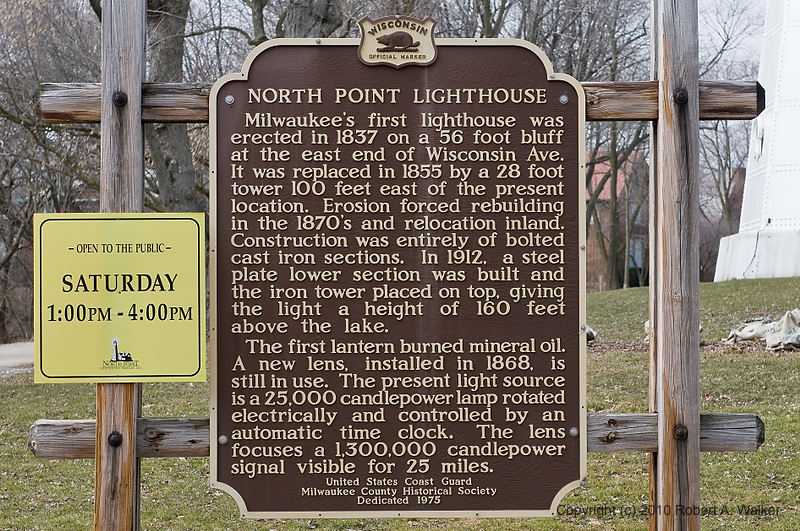 WISCONSIN
OFFICIAL MARKER
NORTH POINT LIGHTHOUSE
Milwaukee's first lighthouse was
erected in 1837 on a 56 foot bluff
at the east end of Wisconsin Ave.
It was replaced in 1855 by a 28 foot
tower 100 feet east of the present
location. Erosion forced rebuilding
in the 1870's and relocation inland.
Construction was entirely of bolted
cast iron sections. In 1912, a steel
plate lower section was built and
the iron tower placed on top, giving
the light a height of 160 feet
above the lake.
The first lantern burned mineral oil.
A new lens, installed in 1868, is
still in use. The present light source
is a 25,000 candlepower lamp rotated
electrically and controlled by an
automatic time clock. The lens
focuses a 1,300,000 candlepower
signal visible for 25 miles.
United States Coast Guard
Milwaukee County Historical Society
Dedicated 1975
– OPEN TO THE PUBLIC –
SATURDAY
1:00PM - 4:00PM
NORTH POINT
Copyright (c) 2010 Robert A. Walker